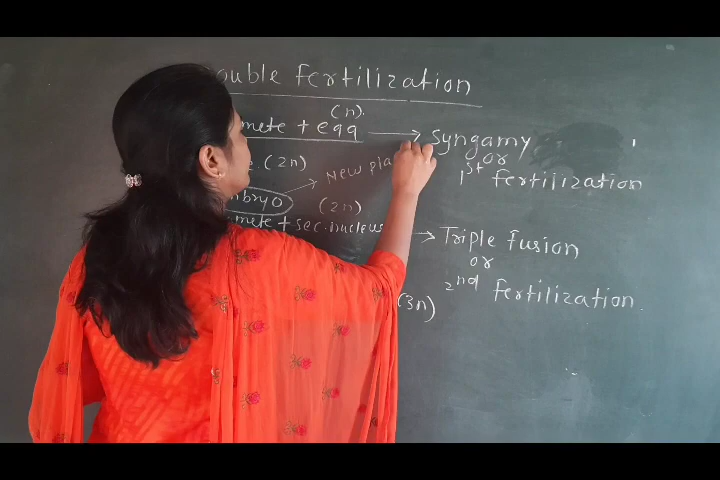 ouble Fertilization
(n).
mete + egg → Syngamy
or
(2n)
New pla
1st fertilization
bryo
(2n)
mete + sec. nucleus → Triple fusion
or
2nd fertilization.
(3n)